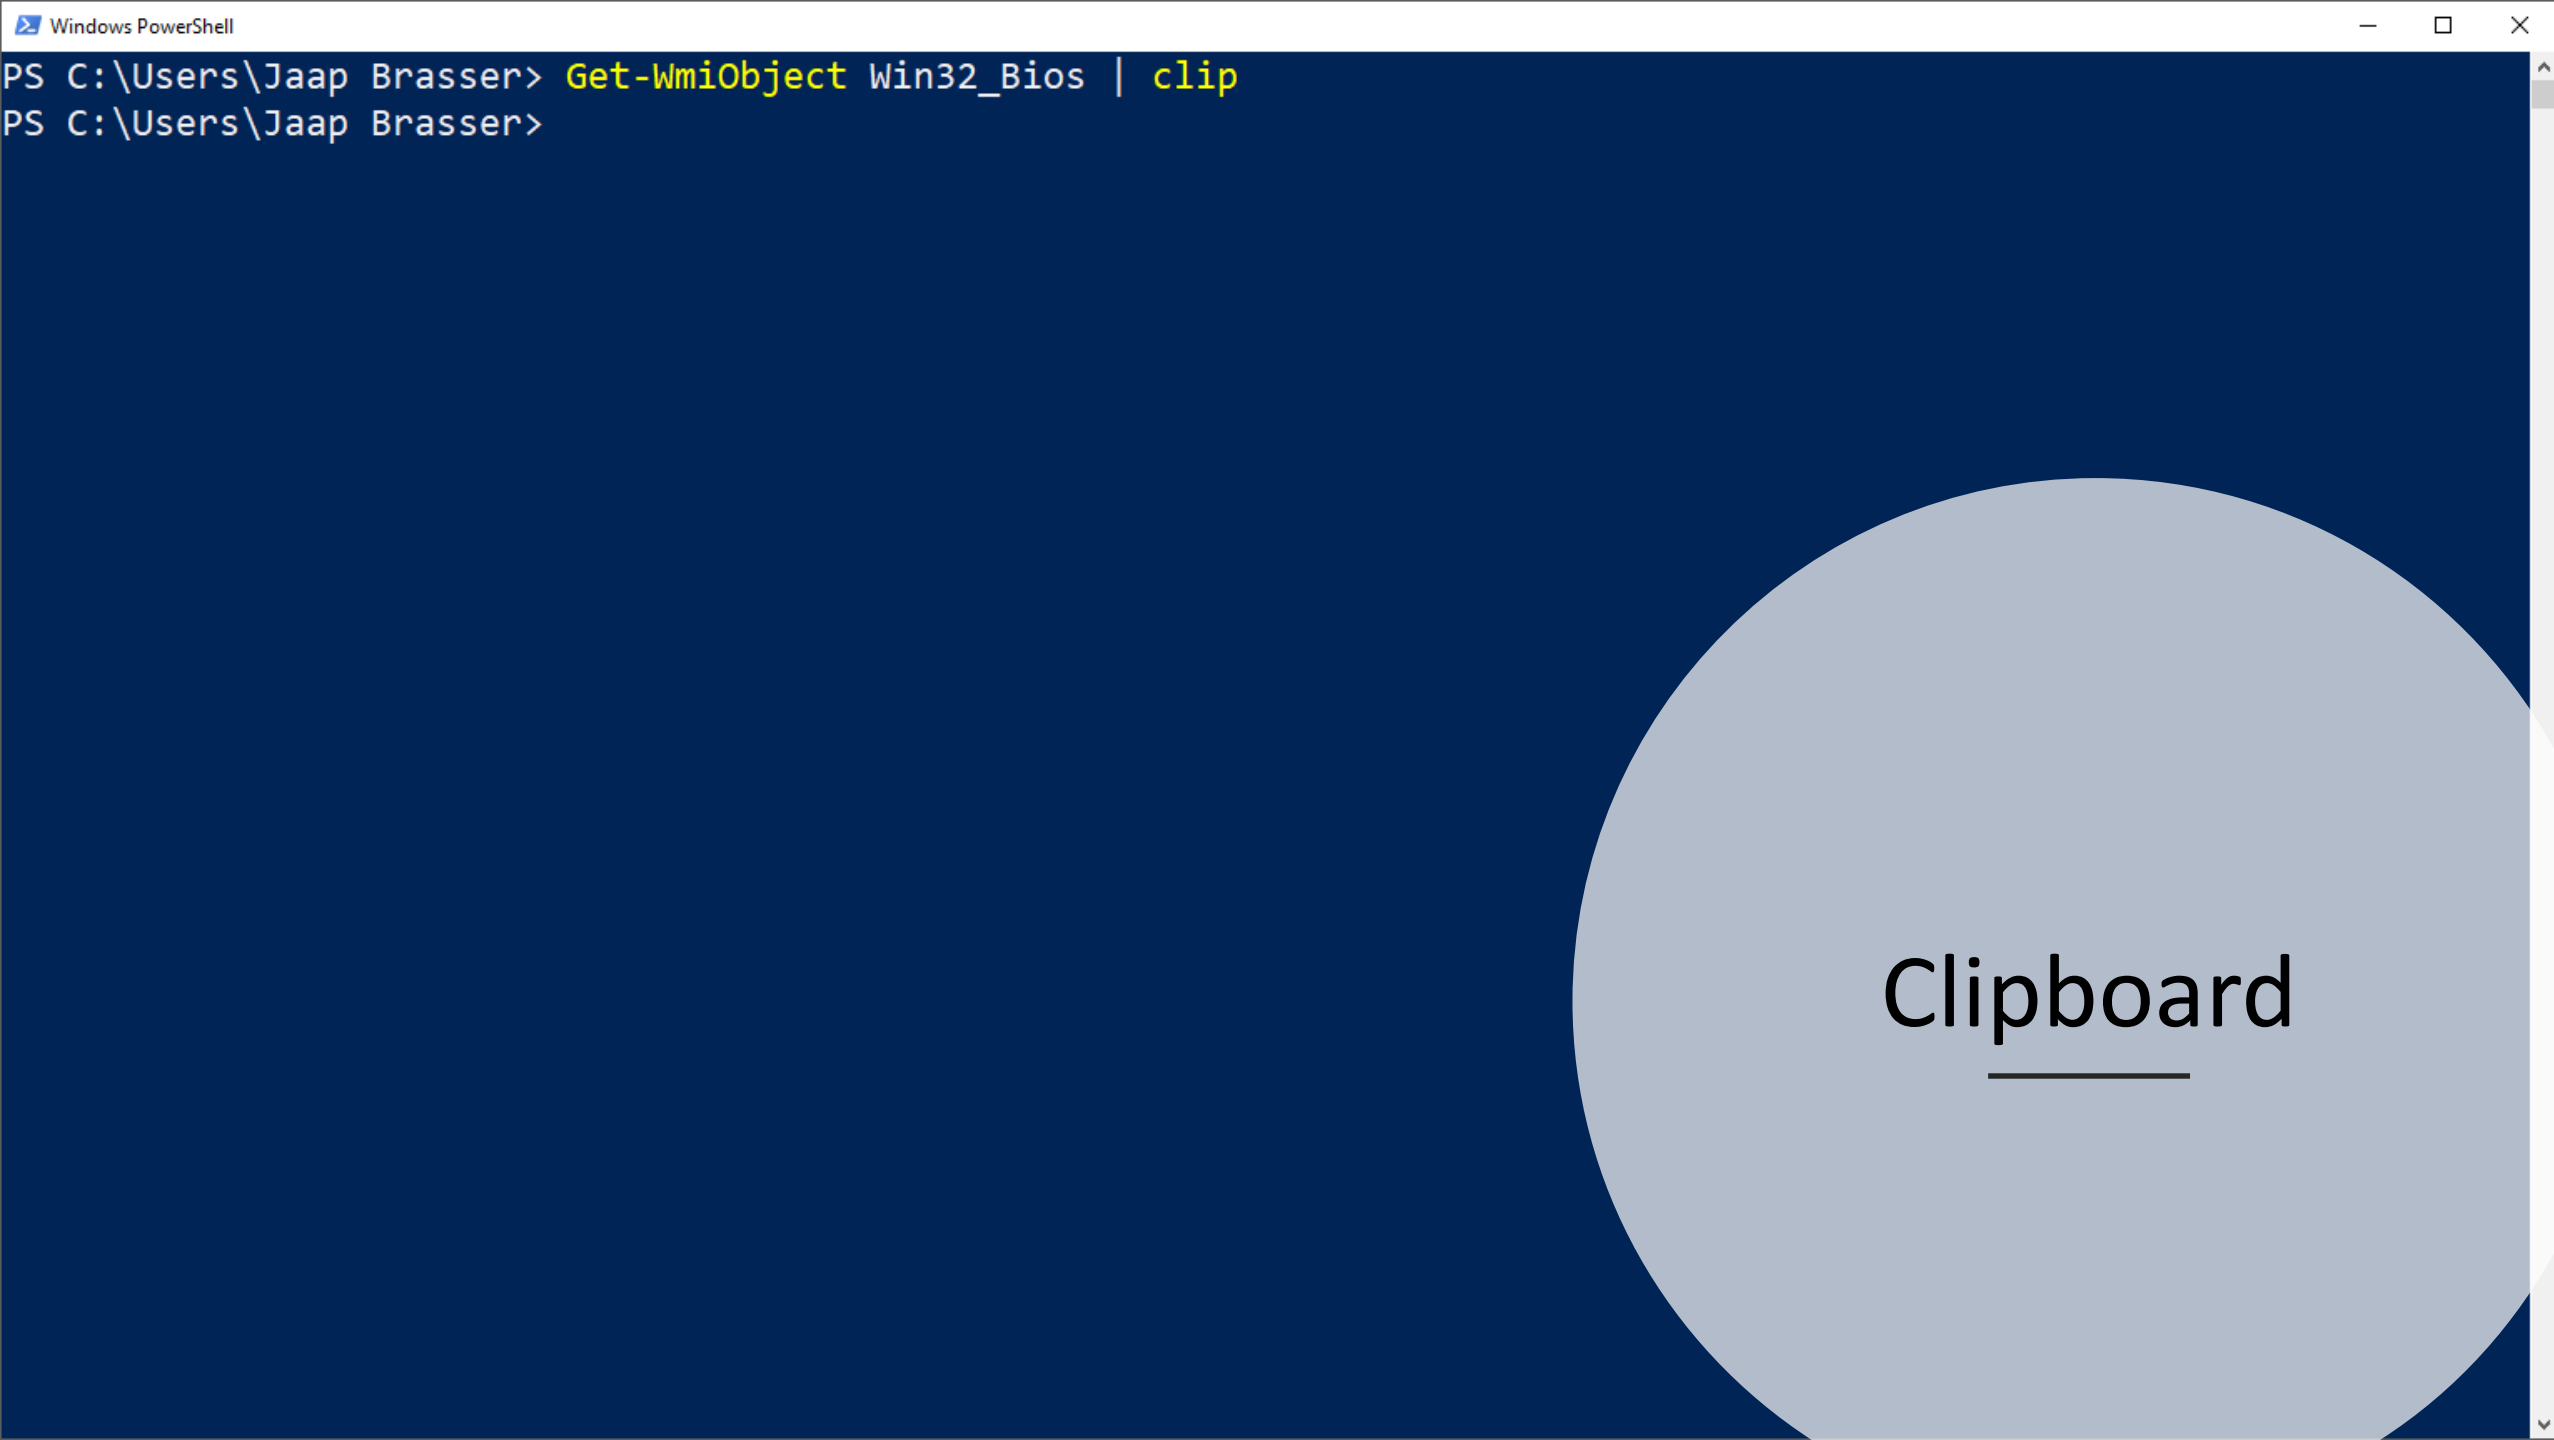 Windows PowerShell
PS C:\Users\Jaap Brasser> Get-WmiObject Win32_Bios | clip
PS C:\Users\Jaap Brasser>
Clipboard